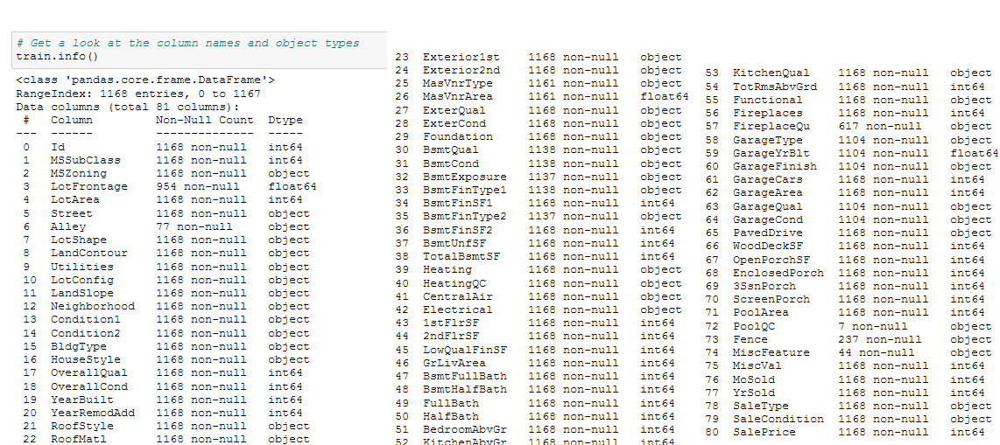 # Get a look at the column names and object types
train.info()
<class 'pandas.core.frame.DataFrame'>
RangeIndex: 1168 entries, 0 to 1167
Data columns (total 81 columns):
# Column Non-Null Count Dtype
--- ------ -------------- -----
0 Id 1168 non-null int64
1 MSSubClass 1168 non-null int64
2 MSZoning 1168 non-null object
3 LotFrontage 954 non-null float64
4 LotArea 1168 non-null int64
5 Street 1168 non-null object
6 Alley 77 non-null object
7 LotShape 1168 non-null object
8 LandContour 1168 non-null object
9 Utilities 1168 non-null object
10 LotConfig 1168 non-null object
11 LandSlope 1168 non-null object
12 Neighborhood 1168 non-null object
13 Condition1 1168 non-null object
14 Condition2 1168 non-null object
15 BldgType 1168 non-null object
16 HouseStyle 1168 non-null object
17 OverallQual 1168 non-null int64
18 OverallCond 1168 non-null int64
19 YearBuilt 1168 non-null int64
20 YearRemodAdd 1168 non-null int64
21 RoofStyle 1168 non-null object
22 RoofMatl 1168 non-null object
23 Exterior1st 1168 non-null object
24 Exterior2nd 1168 non-null object
25 MasVnrType 1161 non-null object
26 MasVnrArea 1161 non-null float64
27 ExterQual 1168 non-null object
28 ExterCond 1168 non-null object
29 Foundation 1168 non-null object
30 BsmtQual 1138 non-null object
31 BsmtCond 1138 non-null object
32 BsmtExposure 1137 non-null object
33 BsmtFinType1 1138 non-null object
34 BsmtFinSF1 1168 non-null int64
35 BsmtFinType2 1137 non-null object
36 BsmtFinSF2 1168 non-null int64
37 BsmtUnfSF 1168 non-null int64
38 TotalBsmtSF 1168 non-null int64
39 Heating 1168 non-null object
40 HeatingQC 1168 non-null object
41 CentralAir 1168 non-null object
42 Electrical 1168 non-null object
43 1stFlrSF 1168 non-null int64
44 2ndFlrSF 1168 non-null int64
45 LowQualFinSF 1168 non-null int64
46 GrLivArea 1168 non-null int64
47 BsmtFullBath 1168 non-null int64
48 BsmtHalfBath 1168 non-null int64
49 FullBath 1168 non-null int64
50 HalfBath 1168 non-null int64
51 BedroomAbvGr 1168 non-null int64
52 KitchenAbvGr 1168 non-null int64
53 KitchenQual 1168 non-null object
54 TotRmsAbvGrd 1168 non-null int64
55 Functional 1168 non-null object
56 Fireplaces 1168 non-null int64
57 FireplaceQu 617 non-null object
58 GarageType 1104 non-null object
59 GarageYrBlt 1104 non-null float64
60 GarageFinish 1104 non-null object
61 GarageCars 1168 non-null int64
62 GarageArea 1168 non-null int64
63 GarageQual 1104 non-null object
64 GarageCond 1104 non-null object
65 PavedDrive 1168 non-null object
66 WoodDeckSF 1168 non-null int64
67 OpenPorchSF 1168 non-null int64
68 EnclosedPorch 1168 non-null int64
69 3SsnPorch 1168 non-null int64
70 ScreenPorch 1168 non-null int64
71 PoolArea 1168 non-null int64
72 PoolQC 7 non-null object
73 Fence 237 non-null object
74 MiscFeature 44 non-null object
75 MiscVal 1168 non-null int64
76 MoSold 1168 non-null int64
77 YrSold 1168 non-null int64
78 SaleType 1168 non-null object
79 SaleCondition 1168 non-null object
80 SalePrice 1168 non-null int64